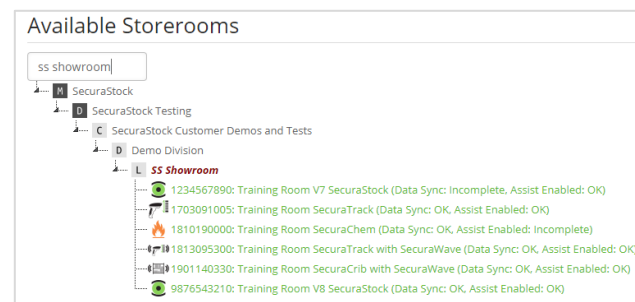 Available Storerooms
ss showroom
M SecuraStock
D SecuraStock Testing
C SecuraStock Customer Demos and Tests
D Demo Division
L SS Showroom
1234567890: Training Room V7 SecuraStock (Data Sync: Incomplete, Assist Enabled: OK)
1703091005: Training Room SecuraTrack (Data Sync: OK, Assist Enabled: OK)
1810190000: Training Room SecuraChem (Data Sync: OK, Assist Enabled: Incomplete)
1813095300: Training Room SecuraTrack with SecuraWave (Data Sync: OK, Assist Enabled: OK)
1901140330: Training Room SecuraCrib with SecuraWave (Data Sync: OK, Assist Enabled: OK)
9876543210: Training Room V8 SecuraStock (Data Sync: OK, Assist Enabled: OK)